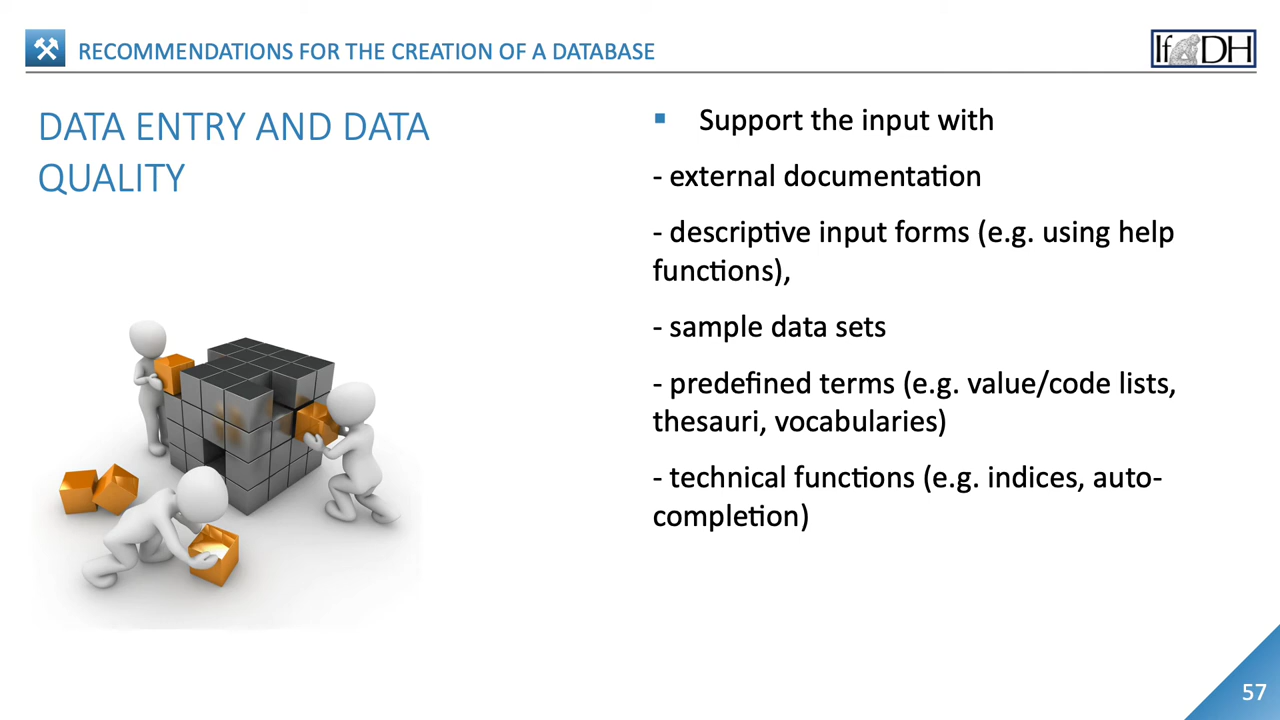 RECOMMENDATIONS FOR THE CREATION OF A DATABASE
IfDH
DATA ENTRY AND DATA
QUALITY
▪ Support the input with
- external documentation
- descriptive input forms (e.g. using help
functions),
- sample data sets
- predefined terms (e.g. value/code lists,
thesauri, vocabularies)
- technical functions (e.g. indices, auto-
completion)
57